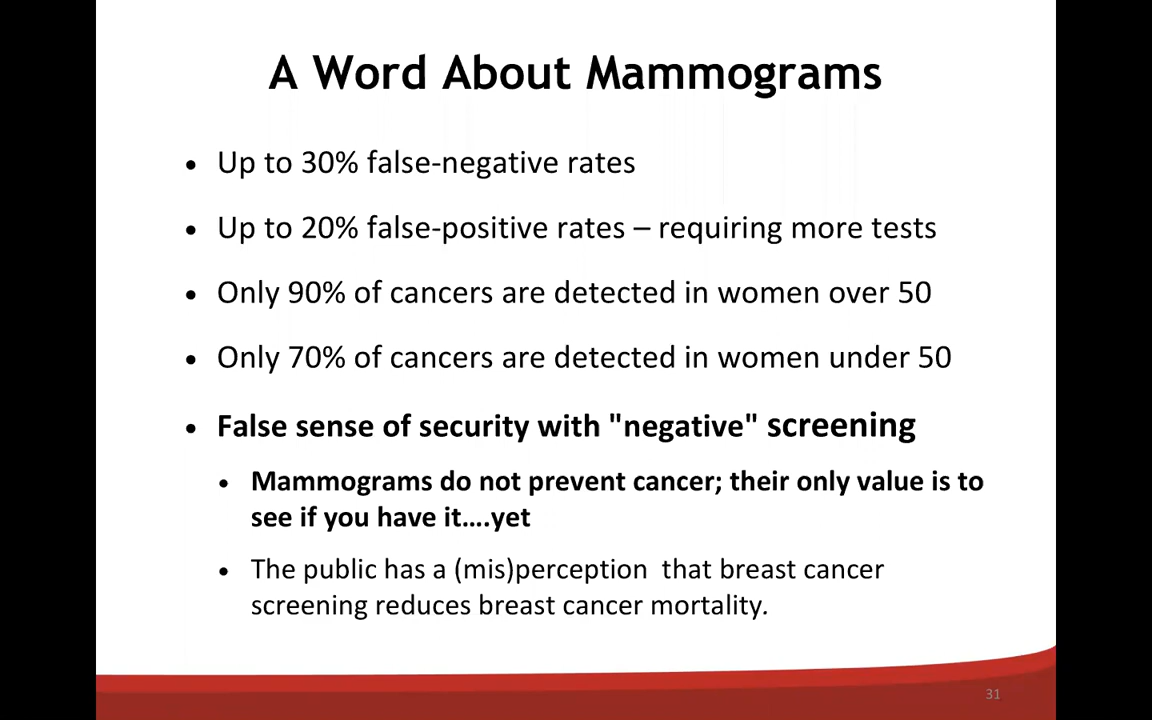 A Word About Mammograms
• Up to 30% false-negative rates
• Up to 20% false-positive rates – requiring more tests
• Only 90% of cancers are detected in women over 50
• Only 70% of cancers are detected in women under 50
• False sense of security with "negative" screening
• Mammograms do not prevent cancer; their only value is to
see if you have it….yet
• The public has a (mis)perception  that breast cancer
screening reduces breast cancer mortality.
31